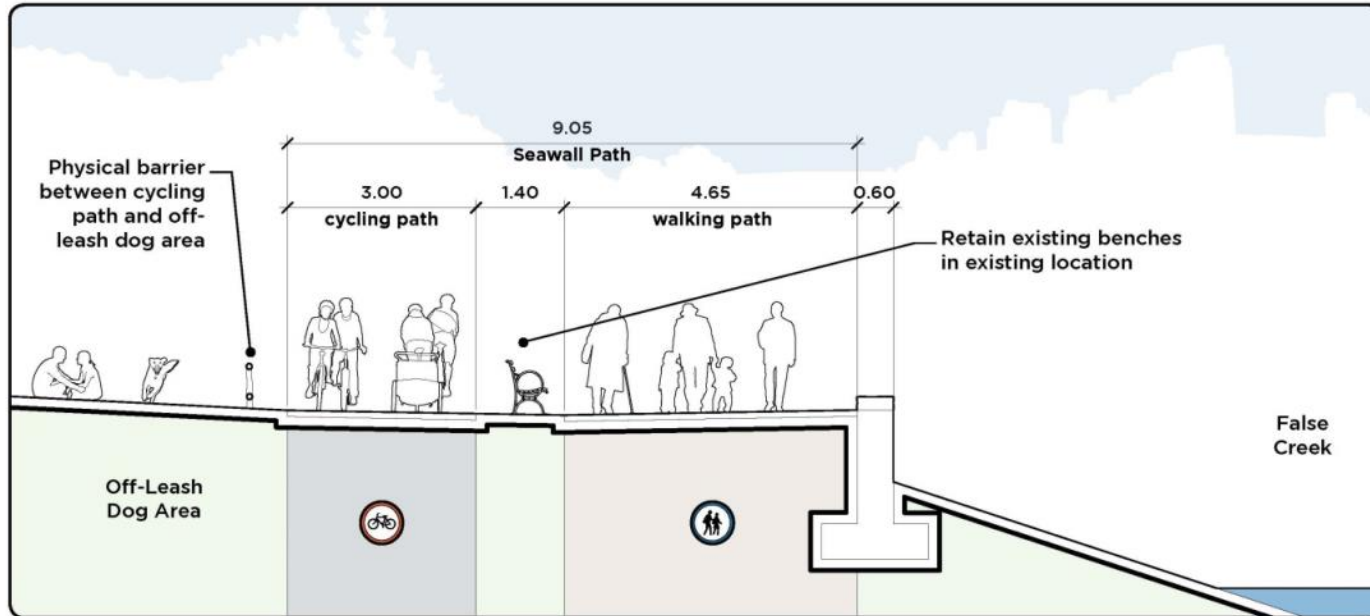 9.05
Seawall Path
Physical barrier
between cycling
path and off-
leash dog area
3.00
cycling path
1.40
4.65
walking path
0.60
Retain existing benches
in existing location
Off-Leash
Dog Area
False
Creek